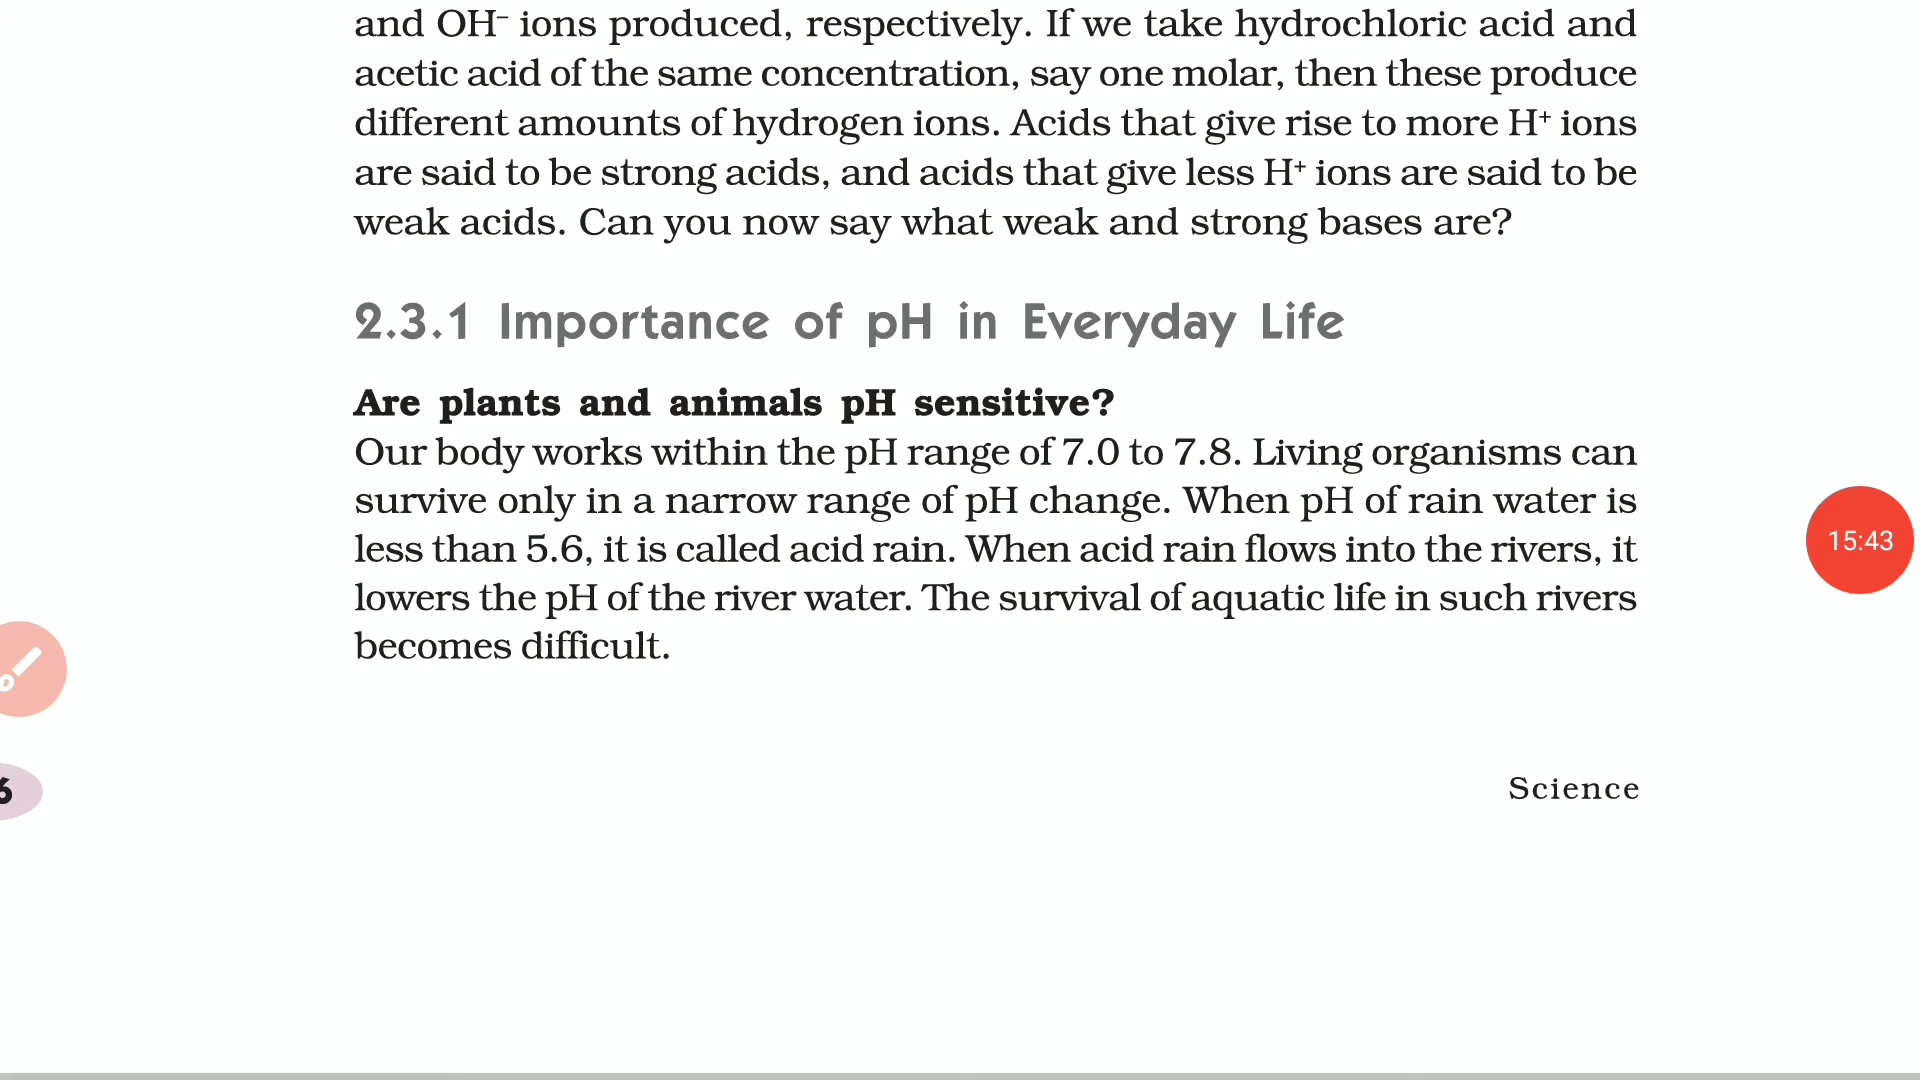 and OH⁻ ions produced, respectively. If we take hydrochloric acid and
acetic acid of the same concentration, say one molar, then these produce
different amounts of hydrogen ions. Acids that give rise to more H⁺ ions
are said to be strong acids, and acids that give less H⁺ ions are said to be
weak acids. Can you now say what weak and strong bases are?
2.3.1 Importance of pH in Everyday Life
Are plants and animals pH sensitive?
Our body works within the pH range of 7.0 to 7.8. Living organisms can
survive only in a narrow range of pH change. When pH of rain water is
less than 5.6, it is called acid rain. When acid rain flows into the rivers, it
lowers the pH of the river water. The survival of aquatic life in such rivers
becomes difficult.
15:43
6
Science